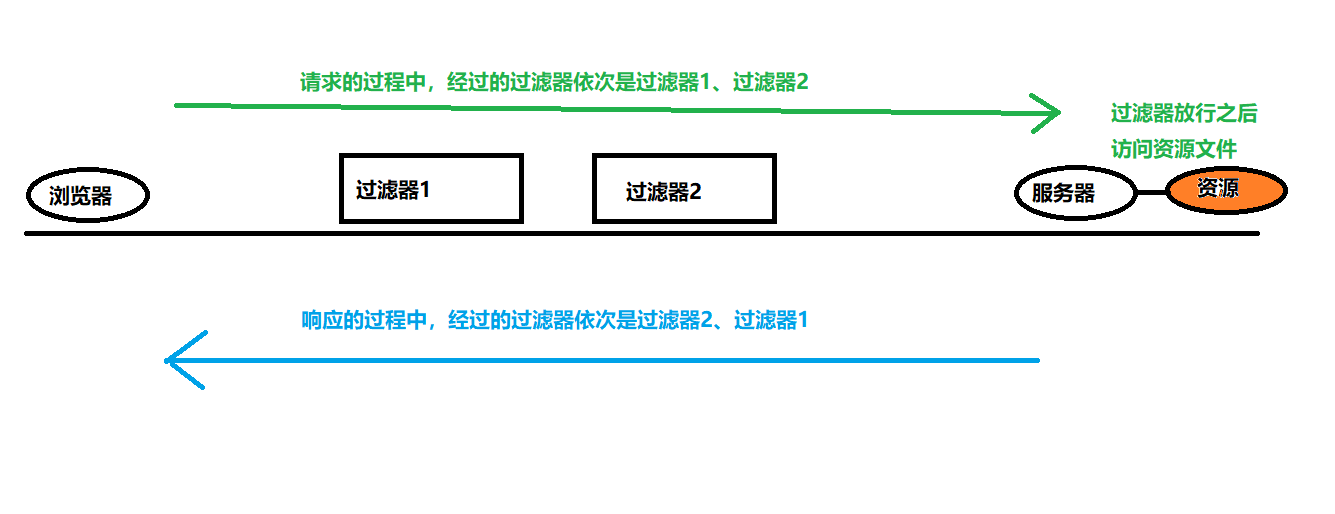 请求的过程中，经过的过滤器依次是过滤器1、过滤器2
过滤器放行之后
访问资源文件
浏览器
过滤器1
过滤器2
服务器
资源
响应的过程中，经过的过滤器依次是过滤器2、过滤器1